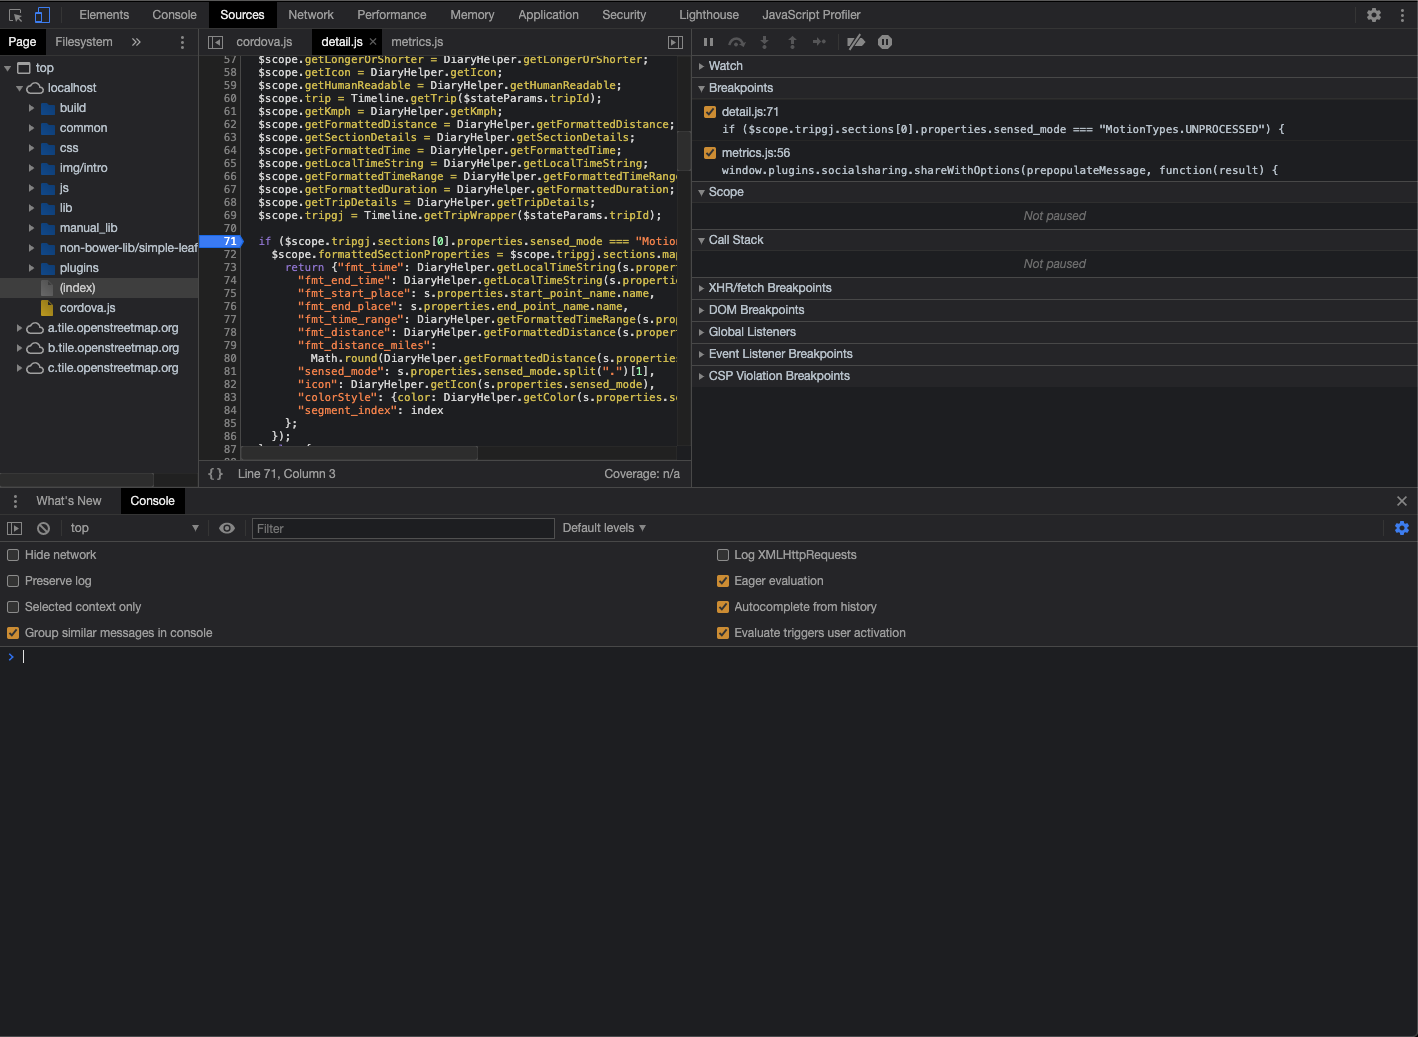 Elements Console Sources Network Performance Memory Application Security Lighthouse JavaScript Profiler
Page Filesystem »
cordova.js detail.js × metrics.js
top
localhost
build
common
css
img/intro
js
lib
manual_lib
non-bower-lib/simple-leaf
plugins
(index)
cordova.js
a.tile.openstreetmap.org
b.tile.openstreetmap.org
c.tile.openstreetmap.org
57 $scope.getLongerOrShorter = DiaryHelper.getLongerOrShorter;
58 $scope.getIcon = DiaryHelper.getIcon;
59 $scope.getHumanReadable = DiaryHelper.getHumanReadable;
60 $scope.trip = Timeline.getTrip($stateParams.tripId);
61 $scope.getKmph = DiaryHelper.getKmph;
62 $scope.getFormattedDistance = DiaryHelper.getFormattedDistance;
63 $scope.getSectionDetails = DiaryHelper.getSectionDetails;
64 $scope.getFormattedTime = DiaryHelper.getFormattedTime;
65 $scope.getLocalTimeString = DiaryHelper.getLocalTimeString;
66 $scope.getFormattedTimeRange = DiaryHelper.getFormattedTimeRang
67 $scope.getFormattedDuration = DiaryHelper.getFormattedDuration;
68 $scope.getTripDetails = DiaryHelper.getTripDetails;
69 $scope.tripgj = Timeline.getTripWrapper($stateParams.tripId);
70
71 if ($scope.tripgj.sections[0].properties.sensed_mode === "Motion
72 $scope.formattedSectionProperties = $scope.tripgj.sections.map
73 return {"fmt_time": DiaryHelper.getLocalTimeString(s.propert
74 "fmt_end_time": DiaryHelper.getLocalTimeString(s.propertie
75 "fmt_start_place": s.properties.start_point_name.name,
76 "fmt_end_place": s.properties.end_point_name.name,
77 "fmt_time_range": DiaryHelper.getFormattedTimeRange(s.prop
78 "fmt_distance": DiaryHelper.getFormattedDistance(s.propert
79 "fmt_distance_miles":
80 Math.round(DiaryHelper.getFormattedDistance(s.properties
81 "sensed_mode": s.properties.sensed_mode.split(".")[1],
82 "icon": DiaryHelper.getIcon(s.properties.sensed_mode),
83 "colorStyle": {color: DiaryHelper.getColor(s.properties.se
84 "segment_index": index
85 };
86 });
87
{} Line 71, Column 3 Coverage: n/a
Watch
Breakpoints
detail.js:71
if ($scope.tripgj.sections[0].properties.sensed_mode === "MotionTypes.UNPROCESSED") {
metrics.js:56
window.plugins.socialsharing.shareWithOptions(prepopulateMessage, function(result) {
Scope
Not paused
Call Stack
Not paused
XHR/fetch Breakpoints
DOM Breakpoints
Global Listeners
Event Listener Breakpoints
CSP Violation Breakpoints
What's New Console
top Filter Default levels
Hide network
Preserve log
Selected context only
Group similar messages in console
Log XMLHttpRequests
Eager evaluation
Autocomplete from history
Evaluate triggers user activation